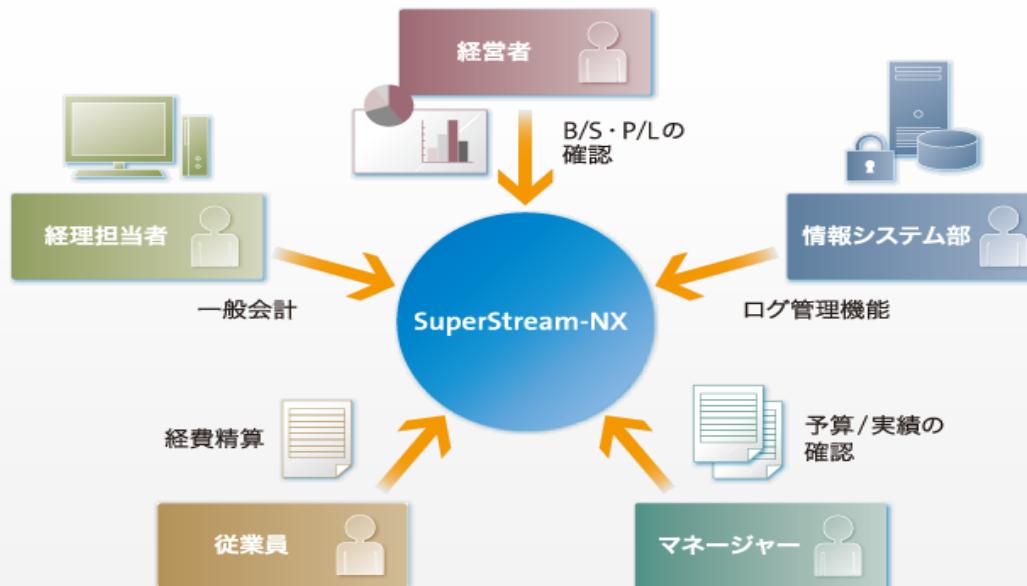 経営者
B/S・P/Lの
確認
経理担当者
情報システム部
一般会計
SuperStream-NX
ログ管理機能
経費精算
予算/実績の
確認
従業員
マネージャー